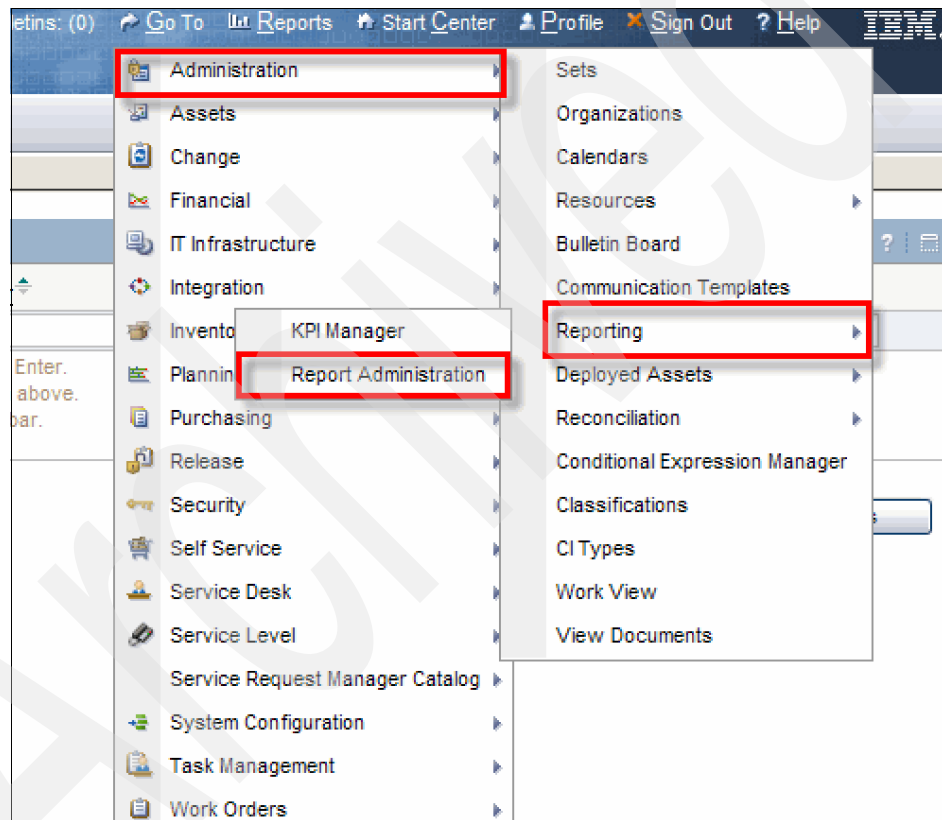 letins: (0) Go To Reports Start Center Profile Sign Out ? Help IBM.
Administration
Assets
Change
Financial
IT Infrastructure
Integration
Invento
Plannin
Purchasing
Release
Security
Self Service
Service Desk
Service Level
Service Request Manager Catalog
System Configuration
Task Management
Work Orders
Sets
Organizations
Calendars
Resources
Bulletin Board
Communication Templates
Reporting
Deployed Assets
Reconciliation
Conditional Expression Manager
Classifications
CI Types
Work View
View Documents
KPI Manager
Report Administration
Enter.
above.
bar.
?
s
Archived